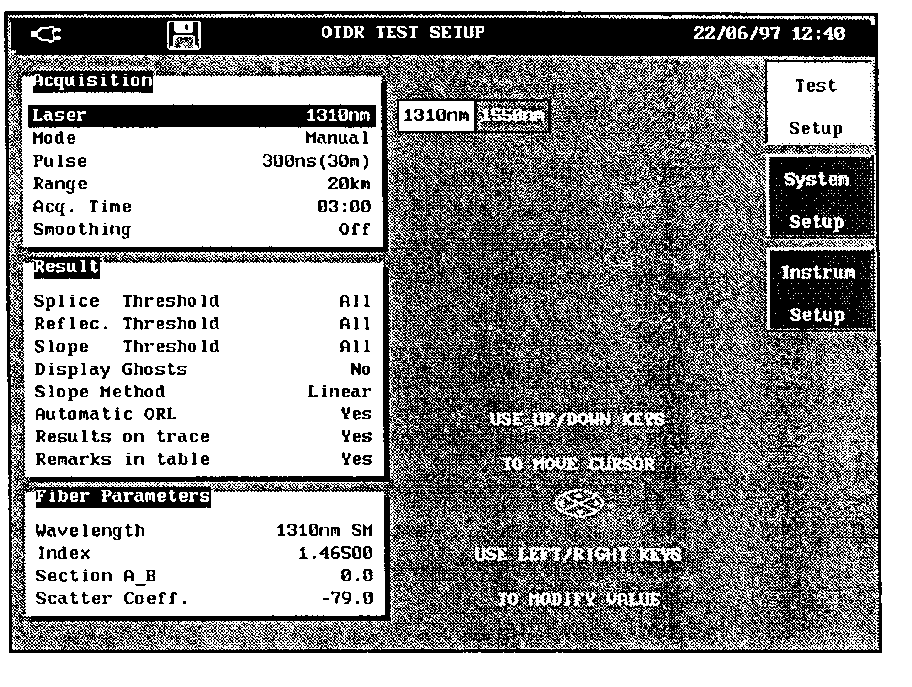 OTDR TEST SETUP 22/06/97 12:40
Acquisition
Laser 1310nm
Mode Manual
Pulse 300ns(30m)
Range 20km
Acq. Time 03:00
Smoothing Off
1310nm 1550nm
Result
Splice Threshold All
Reflec. Threshold All
Slope Threshold All
Display Ghosts No
Slope Method Linear
Automatic ORL Yes
Results on trace Yes
Remarks in table Yes
Fiber Parameters
Wavelength 1310nm SM
Index 1.46500
Section A_B 0.0
Scatter Coeff. -79.0
USE UP/DOWN KEYS
TO MOVE CURSOR
USE LEFT/RIGHT KEYS
TO MODIFY VALUE
Test
Setup
System
Setup
Instrum
Setup